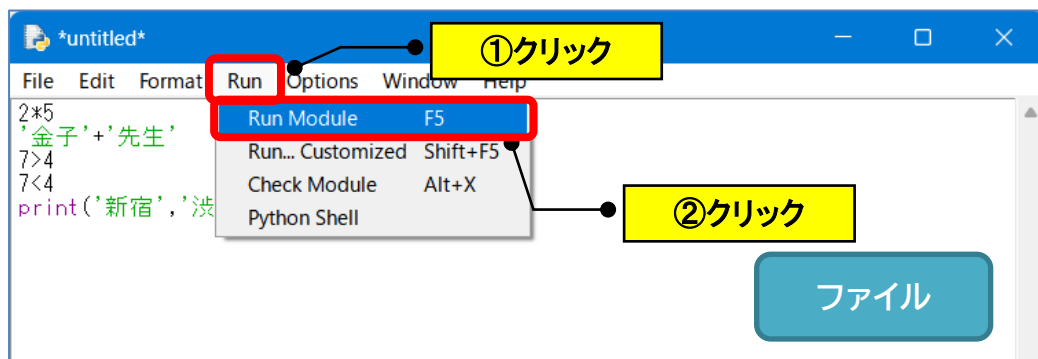 *untitled*
①クリック
File Edit Format Run Options Window Help
2*5
'金子'+'先生'
7>4
7<4
print('新宿','渋
Run Module F5
Run... Customized Shift+F5
Check Module Alt+X
Python Shell
②クリック
ファイル